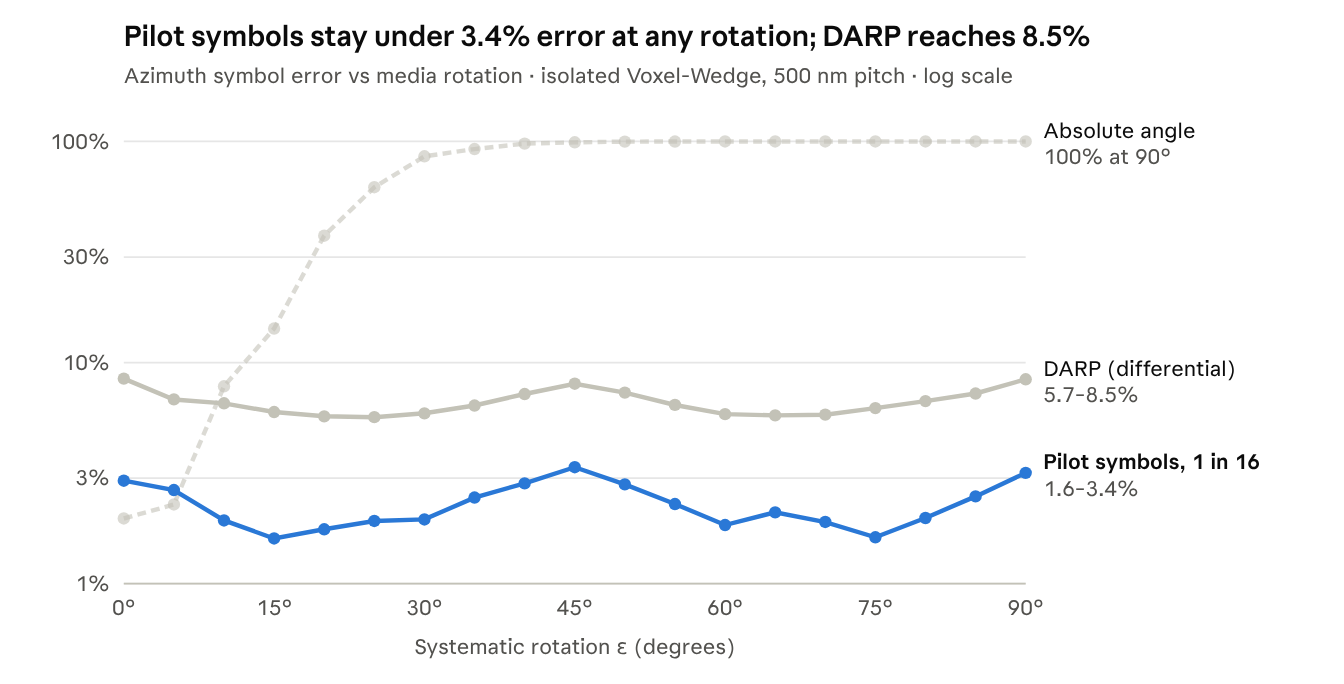 Pilot symbols stay under 3.4% error at any rotation; DARP reaches 8.5%
Azimuth symbol error vs media rotation · isolated Voxel-Wedge, 500 nm pitch · log scale
100%
30%
10%
3%
1%
Absolute angle
100% at 90°
DARP (differential)
5.7–8.5%
Pilot symbols, 1 in 16
1.6–3.4%
0°
15°
30°
45°
60°
75°
90°
Systematic rotation ε (degrees)